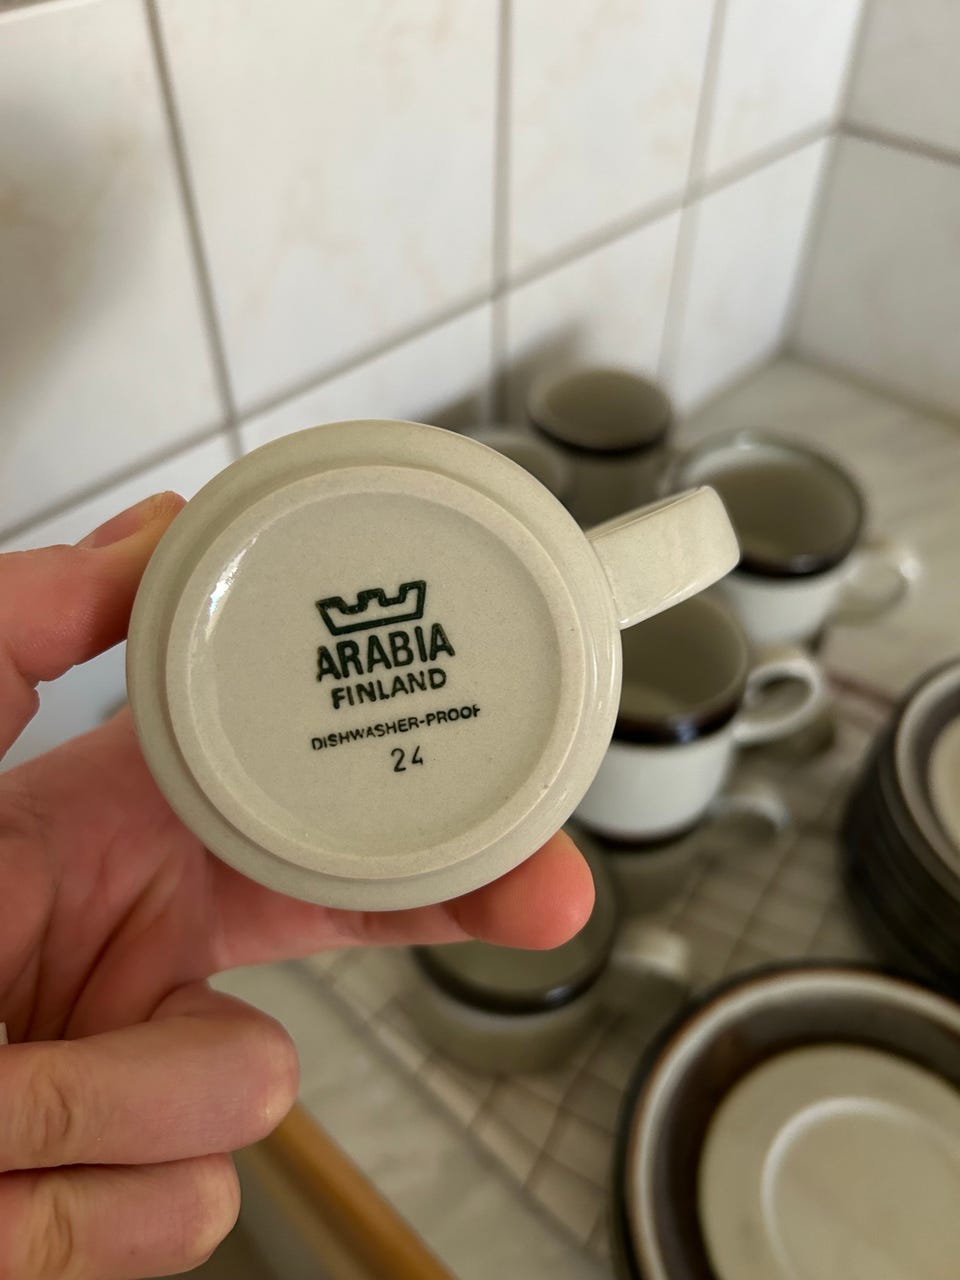 ARABIA
FINLAND
DISHWASHER-PROOF
24